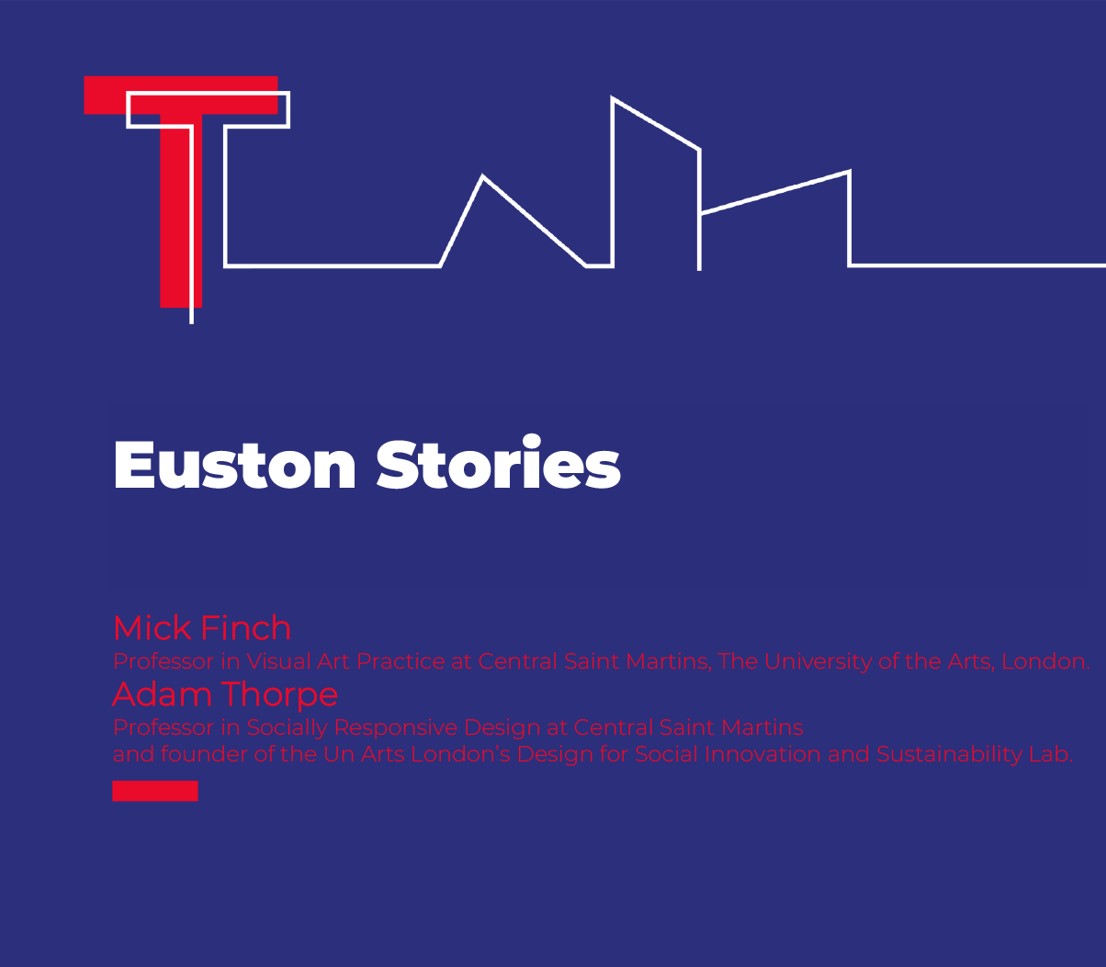 T
Euston Stories
Mick Finch
Professor in Visual Art Practice at Central Saint Martins, The University of the Arts, London.
Adam Thorpe
Professor in Socially Responsive Design at Central Saint Martins
and founder of the Un Arts London’s Design for Social Innovation and Sustainability Lab.